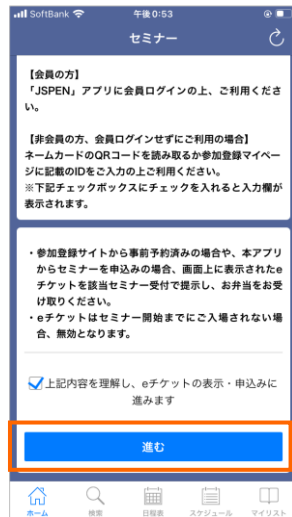 SoftBank 午後0:53
セミナー
【会員の方】
「JSPEN」アプリに会員ログインの上、ご利用くださ
い。
【非会員の方、会員ログインせずにご利用の場合】
ネームカードのQRコードを読み取るか参加登録マイペー
ジに記載のIDをご入力の上ご利用ください。
※下記チェックボックスにチェックを入れると入力欄が
表示されます。
・参加登録サイトから事前予約済みの場合や、本アプリ
からセミナーを申込みの場合、画面上に表示されたe
チケットを該当セミナー受付で提示し、お弁当をお受
け取りください。
・eチケットはセミナー開始までにご入場されない場
合、無効となります。
上記内容を理解し、eチケットの表示・申込みに
進みます
進む
ホーム 検索 日程表 スケジュール マイリスト